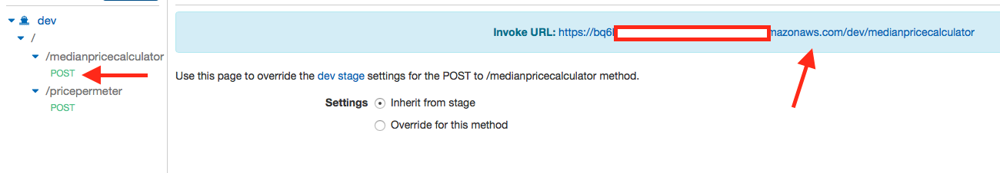 dev
/
/medianpricecalculator
POST
/pricepermeter
POST
Invoke URL: https://bq6 mazonaws.com/dev/medianpricecalculator
Use this page to override the dev stage settings for the POST to /medianpricecalculator method.
Settings Inherit from stage
Override for this method